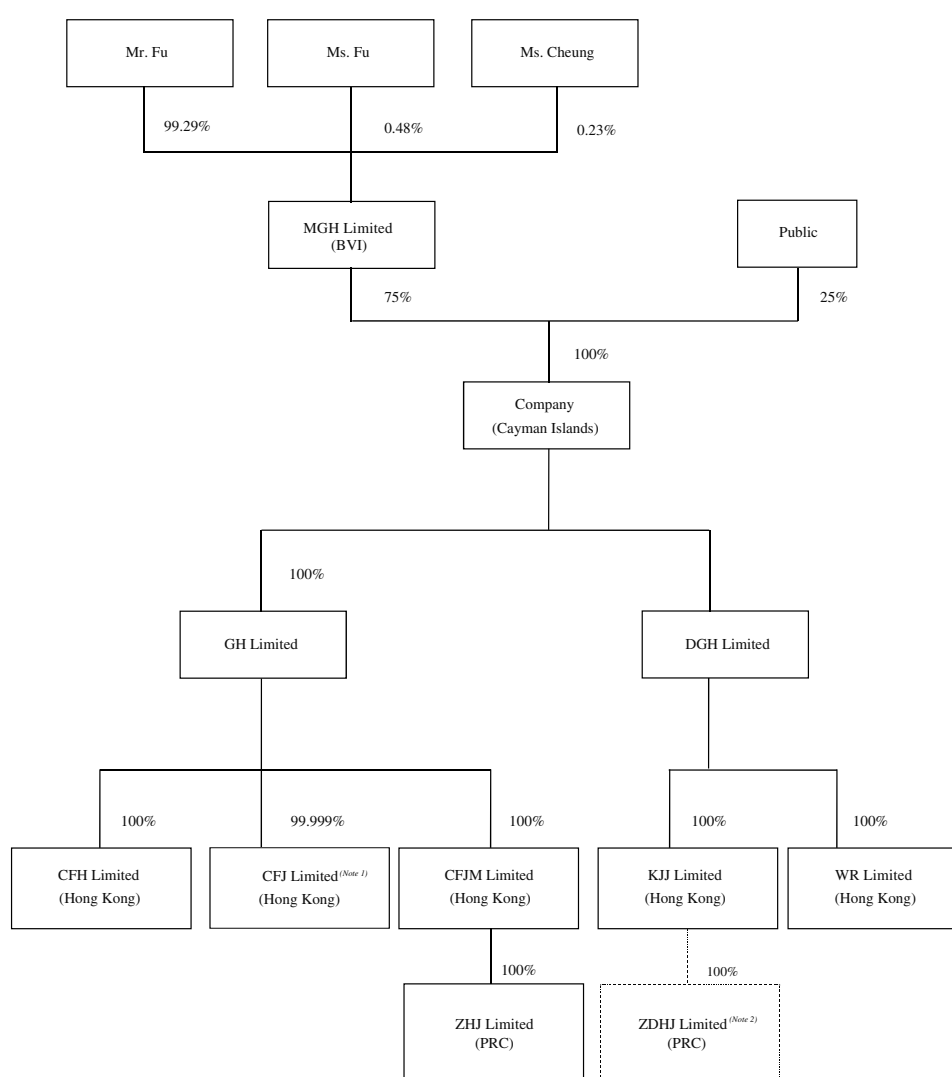 Mr. Fu
Ms. Fu
Ms. Cheung
99.29%
0.48%
0.23%
MGH Limited
(BVI)
Public
75%
25%
100%
Company
(Cayman Islands)
100%
GH Limited
DGH Limited
100%
99.999%
100%
100%
100%
CFH Limited
(Hong Kong)
CFJ Limited (Note 1)
(Hong Kong)
CFJM Limited
(Hong Kong)
KJJ Limited
(Hong Kong)
WR Limited
(Hong Kong)
100%
100%
ZHJ Limited
(PRC)
ZDHJ Limited (Note 2)
(PRC)